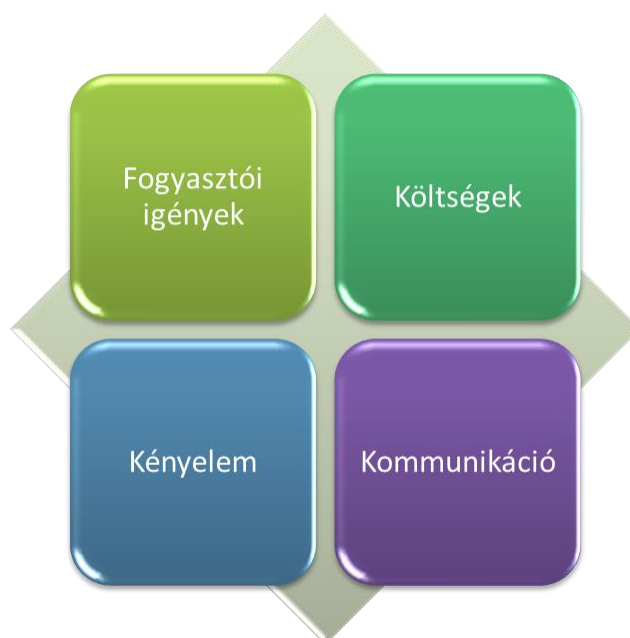 Fogyasztói
igények
Költségek
Kényelem
Kommunikáció